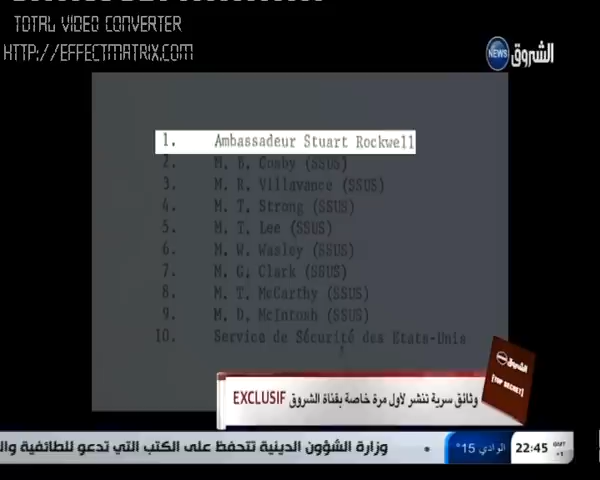 TOTAL VIDEO CONVERTER
HTTP://EFFECTMATRIX.COM
NEWS الشروق
1. Ambassadeur Stuart Rockwell
2. M. B. Cosby (SSUS)
3. M. R. Villavance (SSUS)
4. M. T. Strong (SSUS)
5. M. T. Lee (SSUS)
6. M. W. Wasley (SSUS)
7. M. G. Clark (SSUS)
8. M. T. McCarthy (SSUS)
9. M. D. McIntosh (SSUS)
10. Service de Sécurité des Etats-Unis
الشروق
[TOP SECRET]
وثائق سرية تنشر لأول مرة خاصة بقناة الشروق EXCLUSIF
وزارة الشؤون الدينية تتحفظ على الكتب التي تدعو للطائفية وال
الوادي 15°
22:45 GMT +1